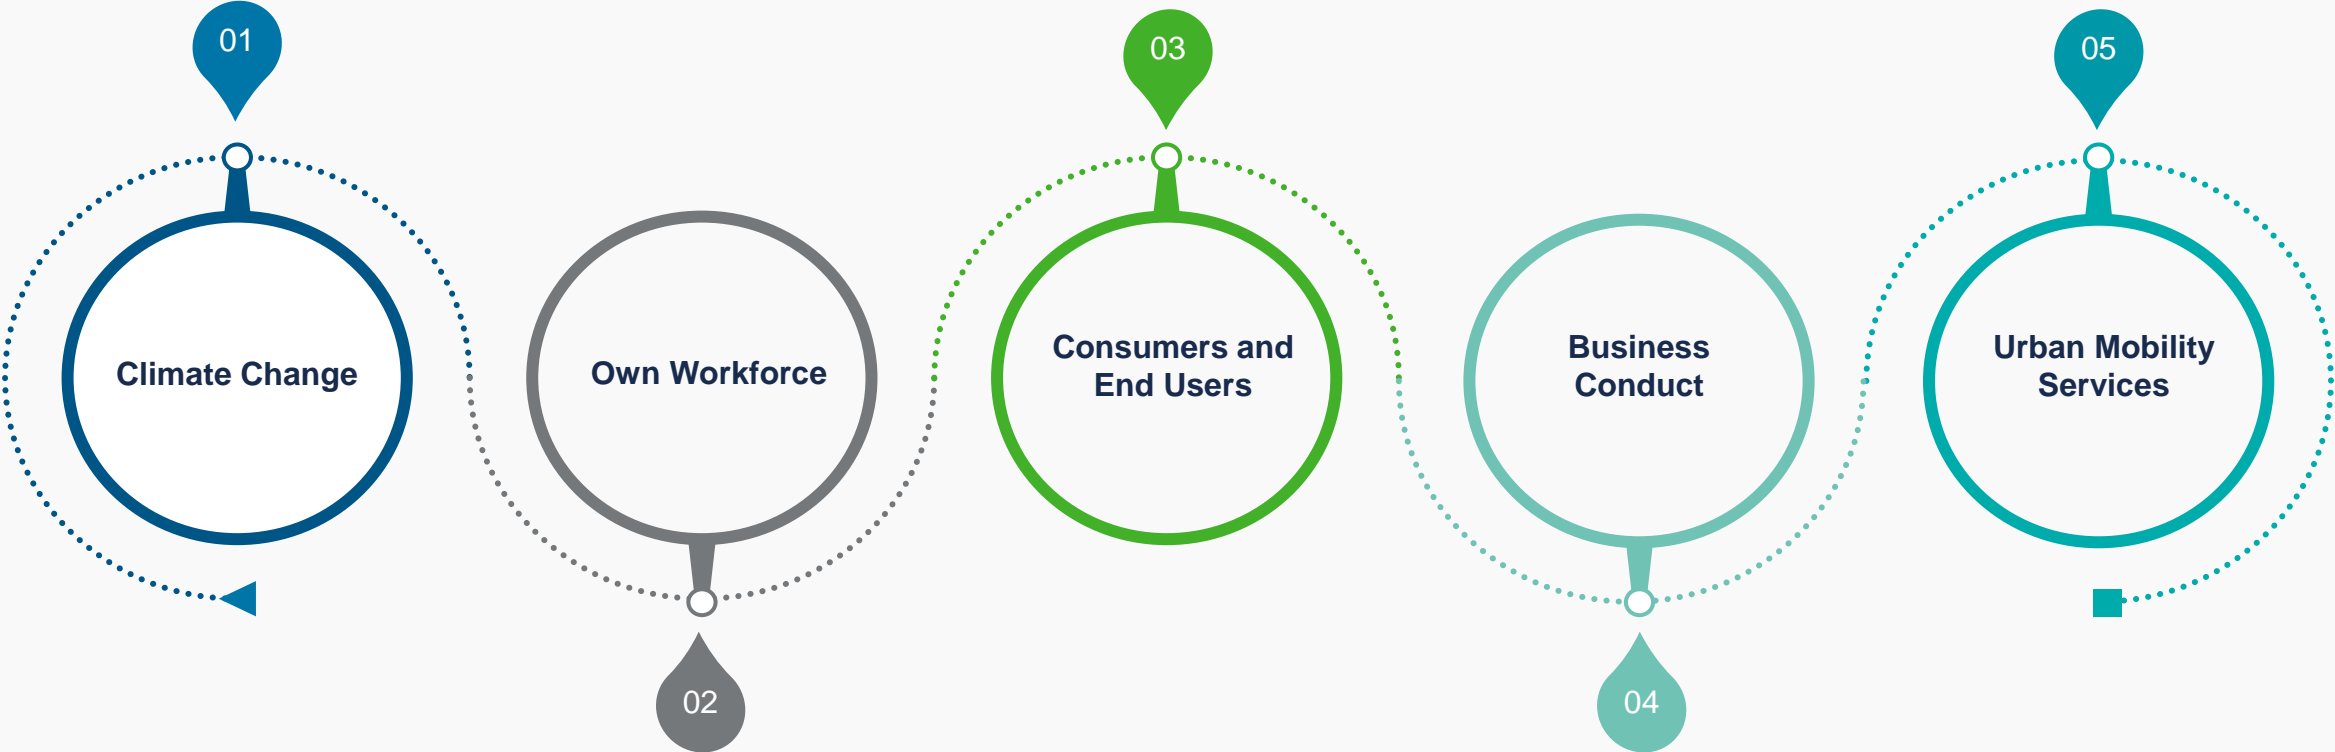 01
Climate Change
02
Own Workforce
03
Consumers and
End Users
04
Business
Conduct
05
Urban Mobility
Services